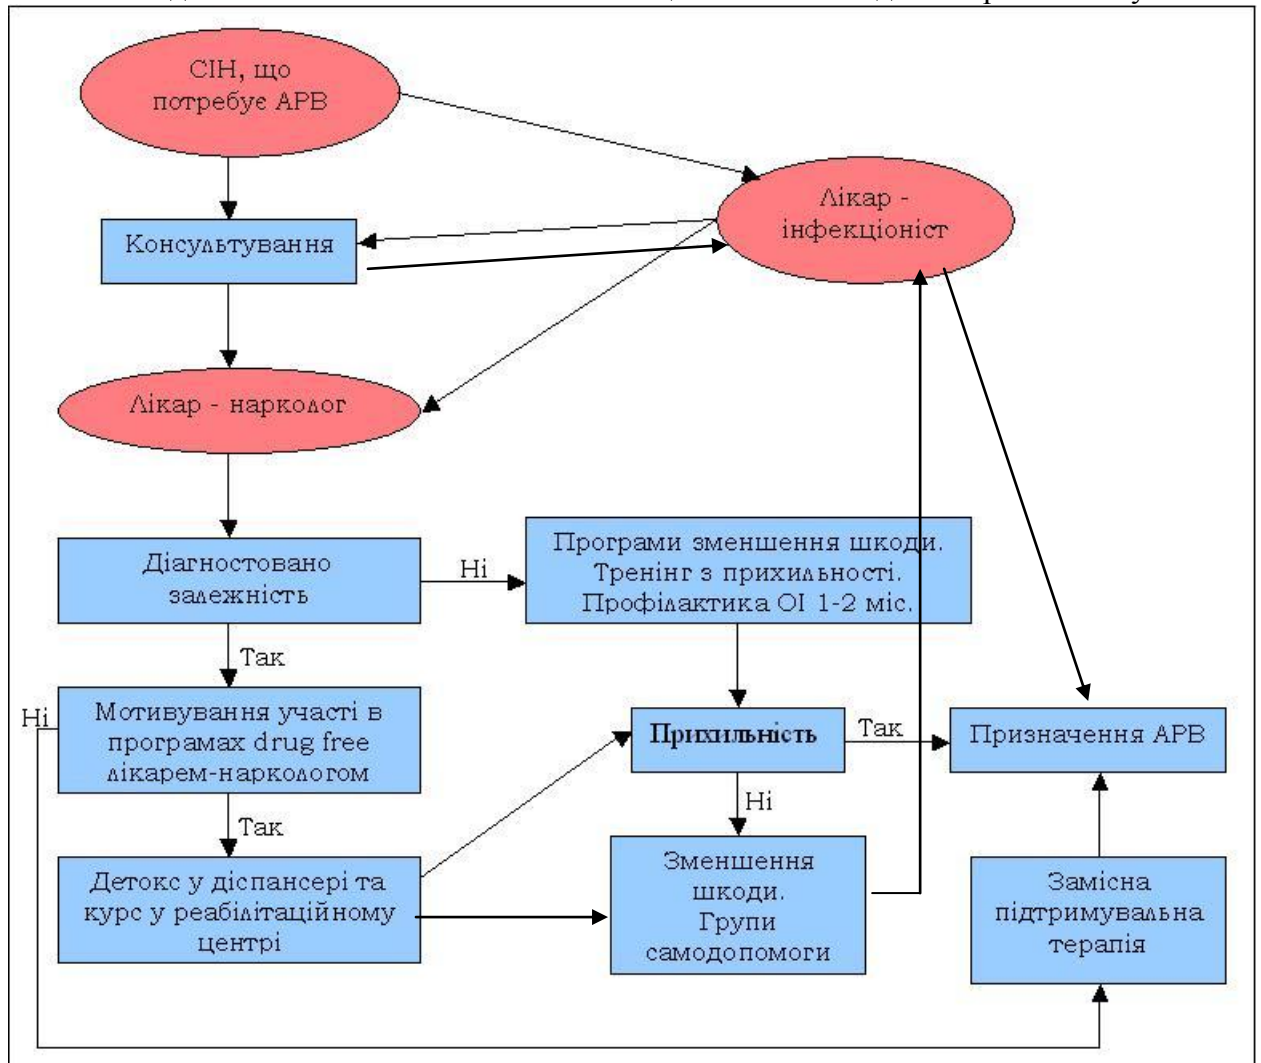 СІН, що
потребує АРВ
Лікар -
інфекціоніст
Консультування
Лікар - нарколог
Діагностовано
залежність
Ні
Програми зменшення шкоди.
Тренінг з прихильності.
Профілактика ОІ 1-2 міс.
Так
Ні
Мотивування участі в
програмах drug free
лікарем-наркологом
Прихильність
Так
Призначення АРВ
Ні
Так
Детокс у діспансері та
курс у реабілітаційному
центрі
Зменшення
шкоди.
Групи
самодопомоги
Замісна
підтримувальна
терапія